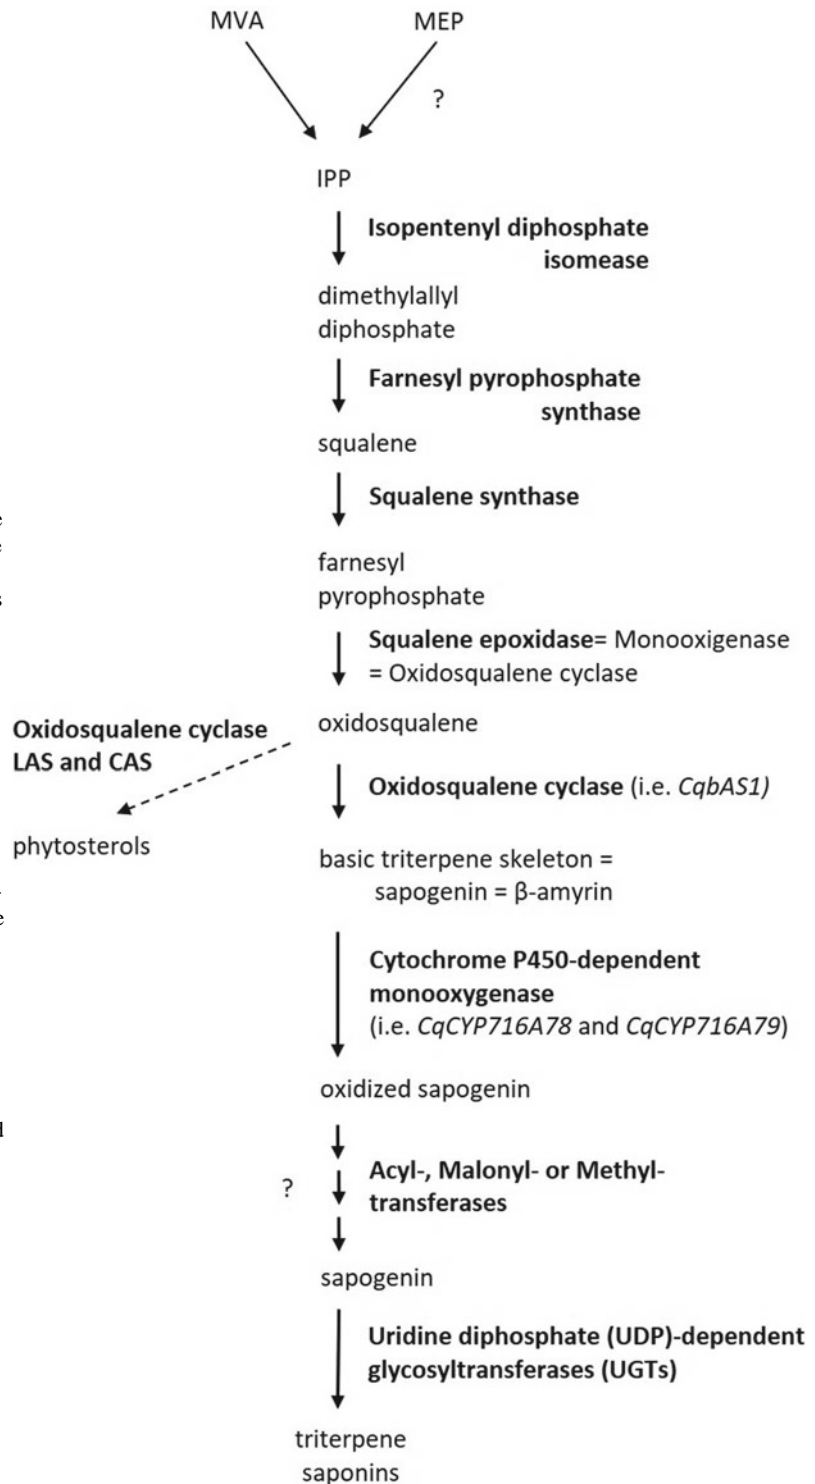 MVA MEP
?
IPP
Isopentenyl diphosphate
isomease
dimethylallyl
diphosphate
Farnesyl pyrophosphate
synthase
squalene
Squalene synthase
farnesyl
pyrophosphate
Squalene epoxidase= Monooxigenase
= Oxidosqualene cyclase
oxidosqualene
Oxidosqualene cyclase
LAS and CAS
Oxidosqualene cyclase (i.e. CqbAS1)
phytosterols
basic triterpene skeleton =
sapogenin = β-amyrin
Cytochrome P450-dependent
monooxygenase
(i.e. CqCYP716A78 and CqCYP716A79)
oxidized sapogenin
?
Acyl-, Malonyl- or Methyl-
transferases
sapogenin
Uridine diphosphate (UDP)-dependent
glycosyltransferases (UGTs)
triterpene
saponins